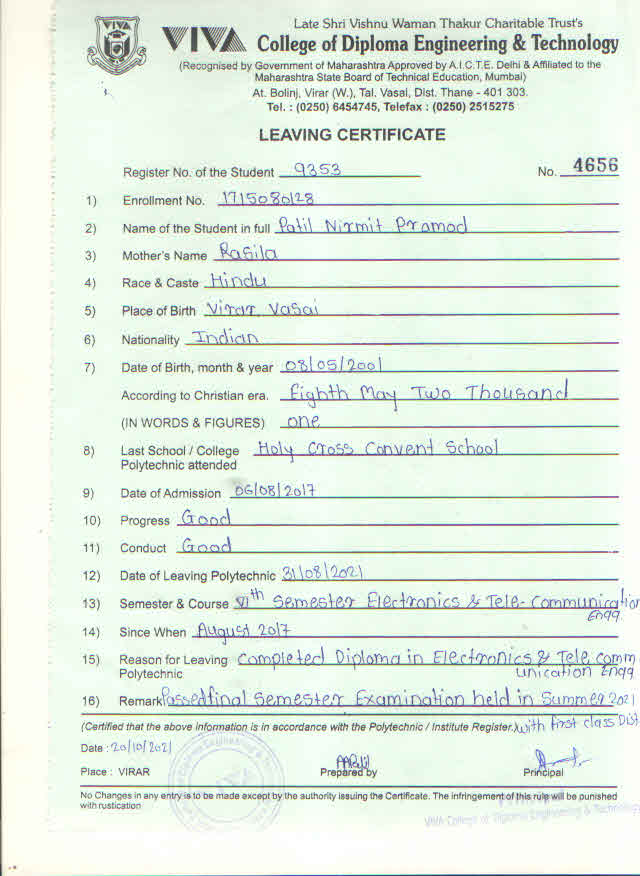 Late Shri Vishnu Waman Thakur Charitable Trust's
VIVA College of Diploma Engineering & Technology
(Recognised by Government of Maharashtra Approved by A.I.C.T.E. Delhi & Affiliated to the
Maharashtra State Board of Technical Education, Mumbai)
At. Bolinj, Virar (W.), Tal. Vasai, Dist. Thane - 401 303.
Tel. : (0250) 6454745, Telefax : (0250) 2515275
LEAVING CERTIFICATE
Register No. of the Student 9353 No. 4656
1) Enrollment No. 1715080128
2) Name of the Student in full Patil Nirmit Pramod
3) Mother's Name Rasila
4) Race & Caste Hindu
5) Place of Birth Virar Vasai
6) Nationality Indian
7) Date of Birth, month & year 08/05/2001
According to Christian era. Eighth May Two Thousand
(IN WORDS & FIGURES) one
8) Last School / College Holy Cross Convent School
Polytechnic attended
9) Date of Admission 06/08/2017
10) Progress Good
11) Conduct Good
12) Date of Leaving Polytechnic 31/08/2021
13) Semester & Course VIth Semester Electronics & Tele-Communication
Engg.
14) Since When August 2017
15) Reason for Leaving Completed Diploma in Electronics & Tele comm
Polytechnic unication Engg
16) Remark Passed final Semester Examination held in Summer 2021
(Certified that the above information is in accordance with the Polytechnic / Institute Register.) with first class Dist
Date : 20/10/2021
Place : VIRAR Prepared by Principal
No Changes in any entry is to be made except by the authority issuing the Certificate. The infringement of this rule will be punished
with rustication
VIVA College of Diploma Engineering & Technology